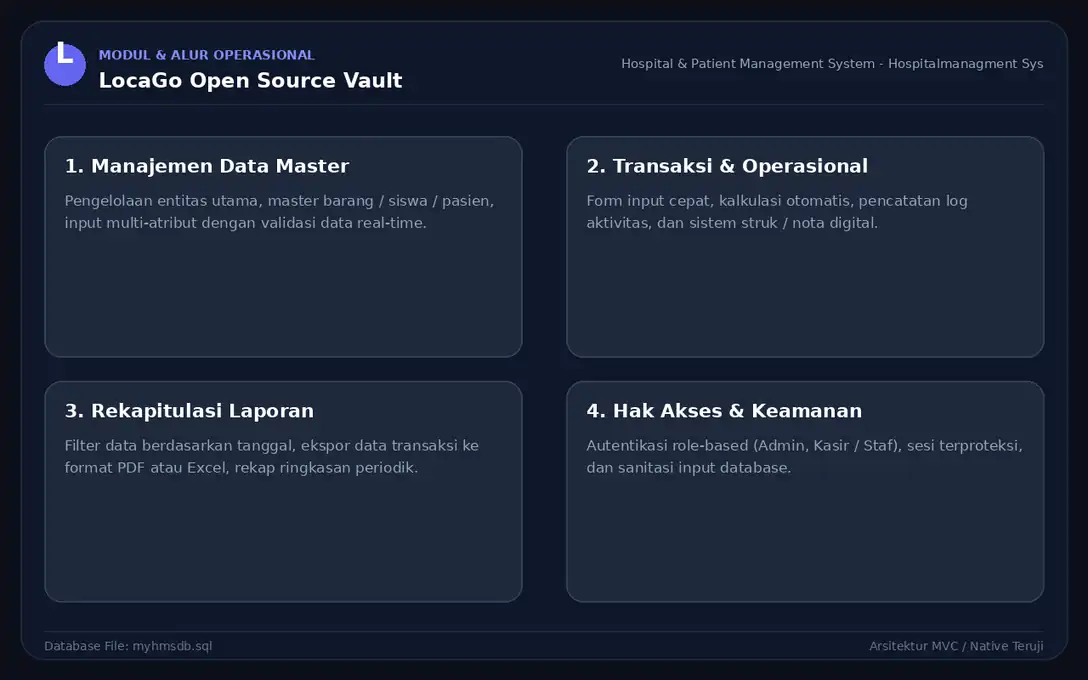 L
MODUL & ALUR OPERASIONAL
LocaGo Open Source Vault
Hospital & Patient Management System - Hospitalmanagment Sys
1. Manajemen Data Master
Pengelolaan entitas utama, master barang / siswa / pasien,
input multi-atribut dengan validasi data real-time.
2. Transaksi & Operasional
Form input cepat, kalkulasi otomatis, pencatatan log
aktivitas, dan sistem struk / nota digital.
3. Rekapitulasi Laporan
Filter data berdasarkan tanggal, ekspor data transaksi ke
format PDF atau Excel, rekap ringkasan periodik.
4. Hak Akses & Keamanan
Autentikasi role-based (Admin, Kasir / Staf), sesi terproteksi,
dan sanitasi input database.
Database File: myhmsdb.sql
Arsitektur MVC / Native Teruji